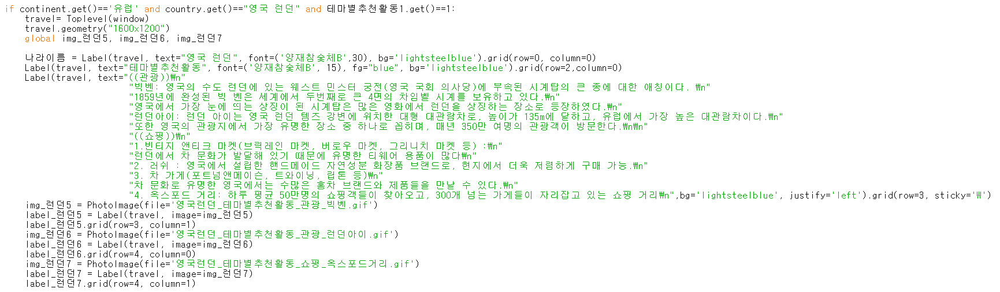 if continent.get()=='유럽' and country.get()=="영국 런던" and 테마별추천활동1.get()==1:
travel= Toplevel(window)
travel.geometry("1600x1200")
global img_런던5, img_런던6, img_런던7
나라이름 = Label(travel, text="영국 런던", font=('양재참숯체B',30), bg='lightsteelblue').grid(row=0, column=0)
Label(travel, text="테마별추천활동", font=('양재참숯체B', 15), fg="blue", bg='lightsteelblue').grid(row=2,column=0)
Label(travel, text="((관광))₩n"
"빅벤: 영국의 수도 런던에 있는 웨스트 민스터 궁전(영국 국회 의사당)에 부속된 시계탑의 큰 종에 대한 애칭이다. ₩n"
"1859년에 완성된 빅 벤은 세계에서 두번째로 큰 4면의 차임벨 시계를 보유하고 있다.₩n"
"영국에서 가장 눈에 띄는 상징이 된 시계탑은 많은 영화에서 런던을 상징하는 장소로 등장하였다.₩n"
"런던아이: 런던 아이는 영국 런던 템즈 강변에 위치한 대형 대관람차로, 높이가 135m에 달하고, 유럽에서 가장 높은 대관람차이다.₩n"
"또한 영국의 관광지에서 가장 유명한 장소 중 하나로 꼽히며, 매년 350만 여명의 관광객이 방문한다.₩n₩n"
"((쇼핑))₩n"
"1.빈티지 앤티크 마켓(브릭레인 마켓, 버로우 마켓, 그리니치 마켓 등) :₩n"
"런던에서 차 문화가 발달해 있기 때문에 유명한 티웨어 용품이 많다₩n"
"2. 러쉬 : 영국에서 설립한 핸드메이드 자연성분 화장품 브랜드로, 현지에서 더욱 저렴하게 구매 가능.₩n"
"3. 차 가게(포트넘앤메이슨, 트와이닝, 립톤 등)₩n"
"차 문화로 유명한 영국에서는 수많은 홍차 브랜드와 제품들을 만날 수 있다.₩n"
"4. 옥스포드 거리: 하루 평균 50만명의 쇼핑객들이 찾아오고, 300개 넘는 가게들이 자리잡고 있는 쇼핑 거리₩n",bg='lightsteelblue', justify='left').grid(row=3, sticky='W')
img_런던5 = PhotoImage(file='영국런던_테마별추천활동_관광_빅벤.gif')
label_런던5 = Label(travel, image=img_런던5)
label_런던5.grid(row=3, column=1)
img_런던6 = PhotoImage(file='영국런던_테마별추천활동_관광_런던아이.gif')
label_런던6 = Label(travel, image=img_런던6)
label_런던6.grid(row=4, column=0)
img_런던7 = PhotoImage(file='영국런던_테마별추천활동_쇼핑_옥스포드거리.gif')
label_런던7 = Label(travel, image=img_런던7)
label_런던7.grid(row=4, column=1)